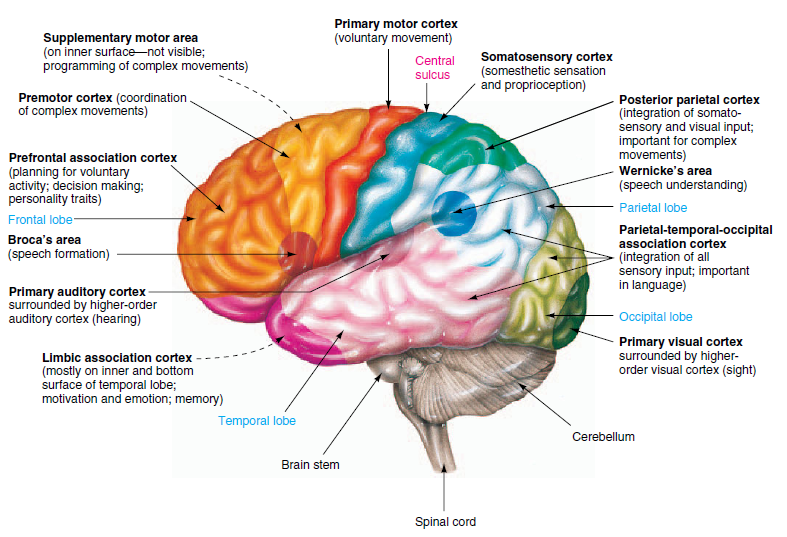 Primary motor cortex
(voluntary movement)
Supplementary motor area
(on inner surface—not visible;
programming of complex movements)
Central
sulcus
Somatosensory cortex
(somesthetic sensation
and proprioception)
Premotor cortex (coordination
of complex movements)
Posterior parietal cortex
(integration of somato-
sensory and visual input;
important for complex
movements)
Prefrontal association cortex
(planning for voluntary
activity; decision making;
personality traits)
Wernicke's area
(speech understanding)
Parietal lobe
Frontal lobe
Broca's area
(speech formation)
Parietal-temporal-occipital
association cortex
(integration of all
sensory input; important
in language)
Primary auditory cortex
surrounded by higher-order
auditory cortex (hearing)
Occipital lobe
Primary visual cortex
surrounded by higher-
order visual cortex (sight)
Limbic association cortex
(mostly on inner and bottom
surface of temporal lobe;
motivation and emotion; memory)
Temporal lobe
Cerebellum
Brain stem
Spinal cord